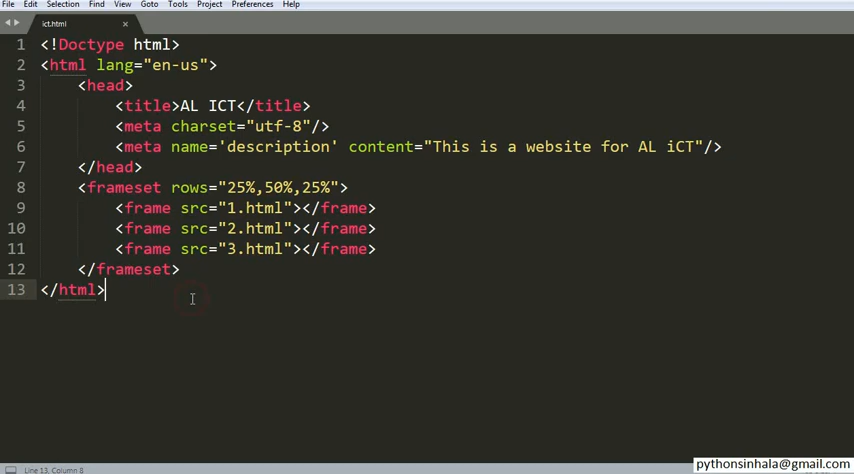 File Edit Selection Find View Goto Tools Project Preferences Help
ict.html ×
1 <!Doctype html>
2 <html lang="en-us">
3 <head>
4 <title>AL ICT</title>
5 <meta charset="utf-8"/>
6 <meta name='description' content="This is a website for AL iCT"/>
7 </head>
8 <frameset rows="25%,50%,25%">
9 <frame src="1.html"></frame>
10 <frame src="2.html"></frame>
11 <frame src="3.html"></frame>
12 </frameset>
13 </html>
Line 13, Column 8
pythonsinhala@gmail.com